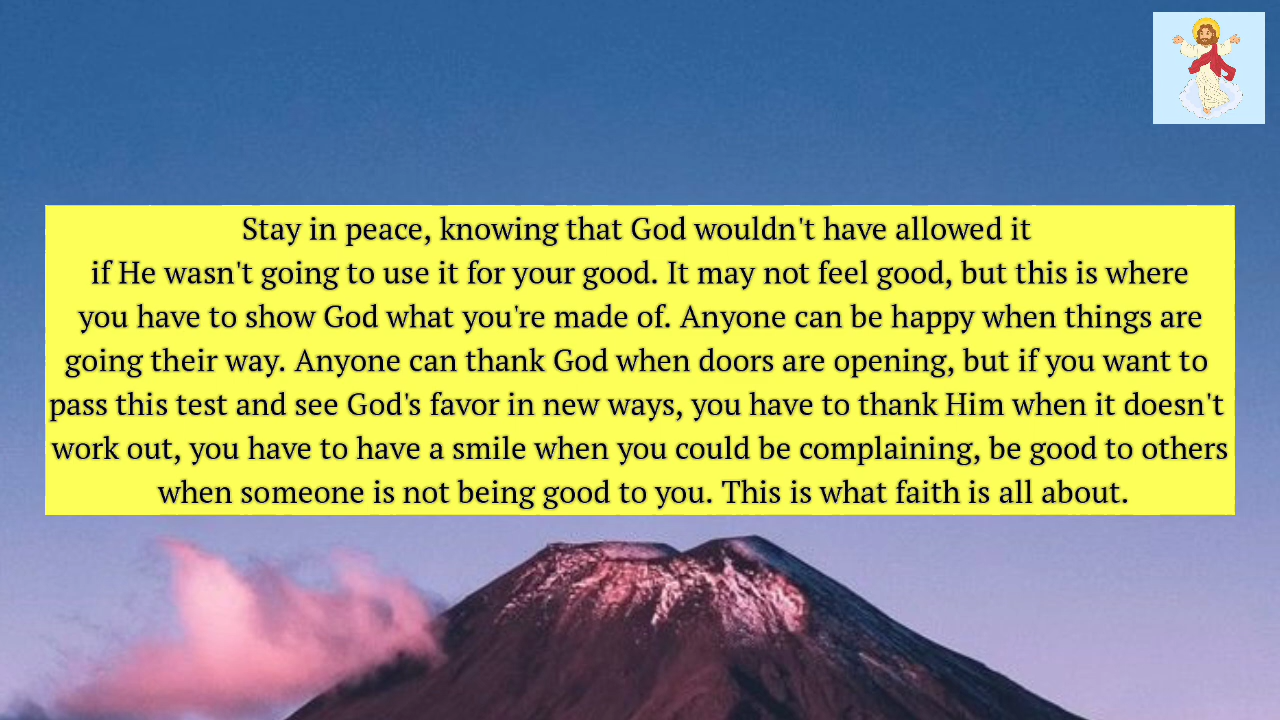 Stay in peace, knowing that God wouldn't have allowed it
if He wasn't going to use it for your good. It may not feel good, but this is where
you have to show God what you're made of. Anyone can be happy when things are
going their way. Anyone can thank God when doors are opening, but if you want to
pass this test and see God's favor in new ways, you have to thank Him when it doesn't
work out, you have to have a smile when you could be complaining, be good to others
when someone is not being good to you. This is what faith is all about.